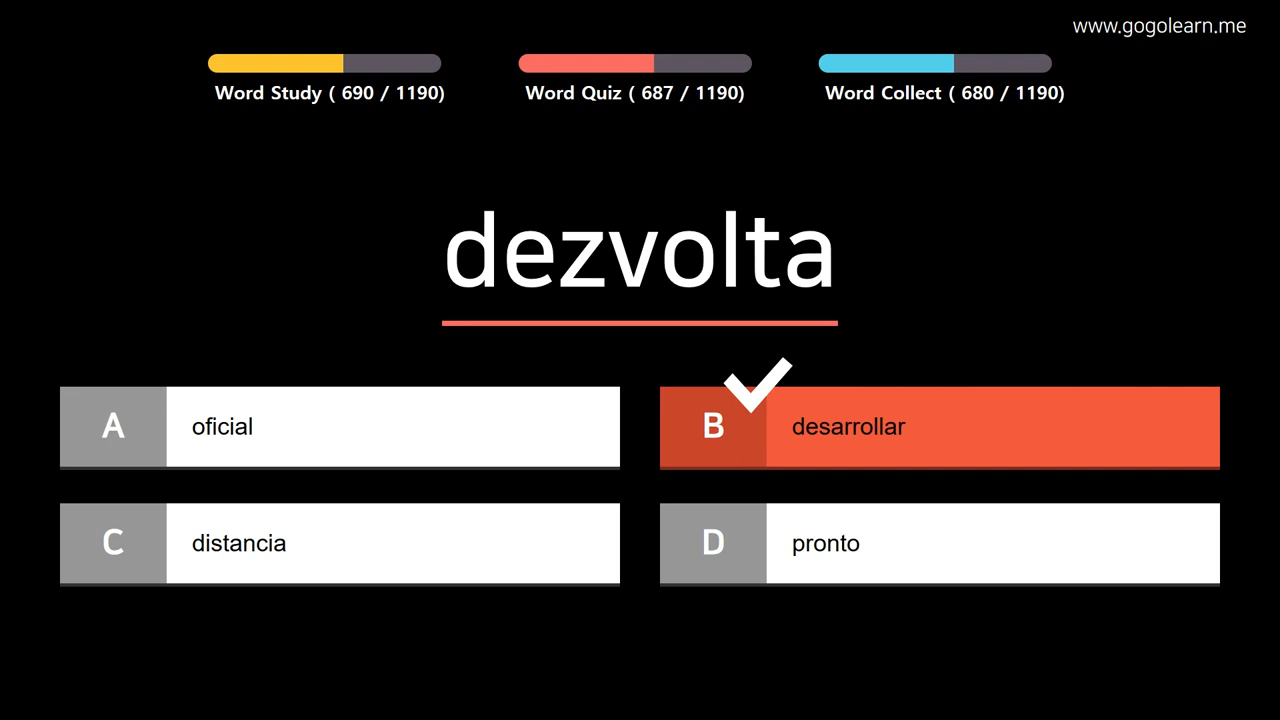 www.gogolearn.me
Word Study ( 690 / 1190)
Word Quiz ( 687 / 1190)
Word Collect ( 680 / 1190)
dezvolta
A oficial
B desarrollar
C distancia
D pronto